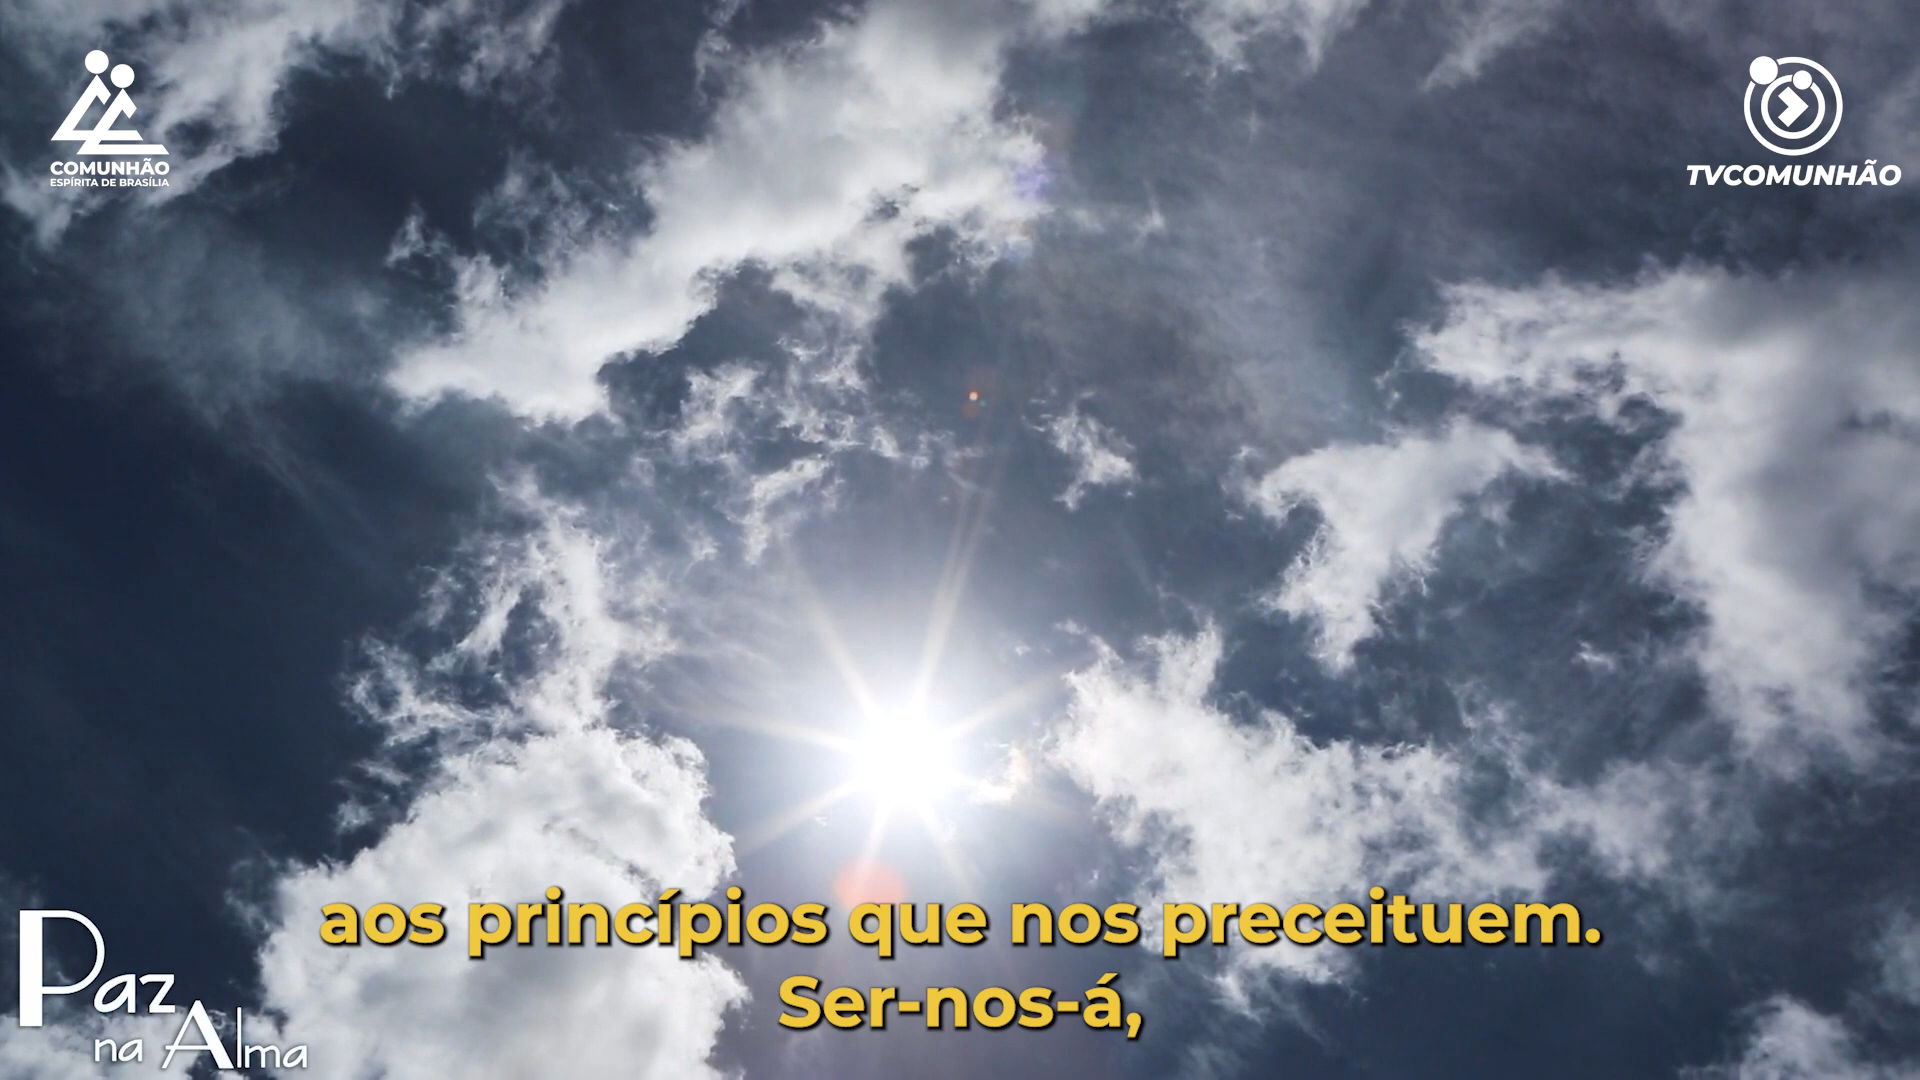 COMUNHÃO
ESPÍRITA DE BRASÍLIA
TVCOMUNHÃO
aos princípios que nos preceituem.
Ser-nos-á,
Paz
na Alma